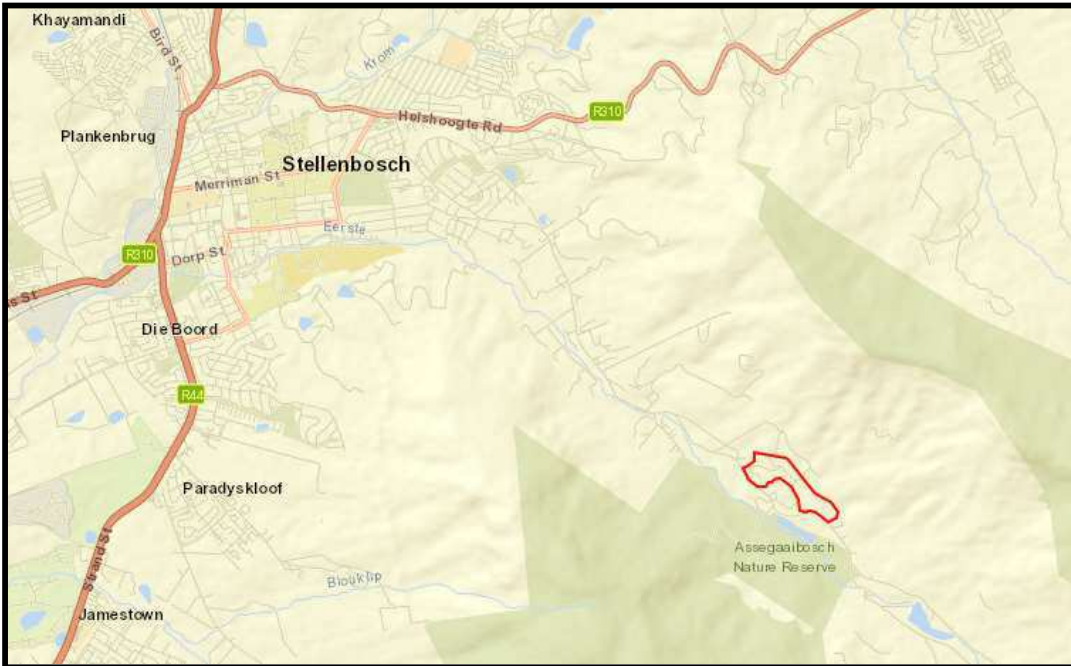 Khayamandi
Bird St
Krom
R310
Helshoogte Rd
Plankenbrug
Stellenbosch
Merriman St
Eerste
R310
Dorp St
s St
Die Boord
R44
Paradyskloof
Strand St
Assegaaibosch
Nature Reserve
Blouklip
Jamestown